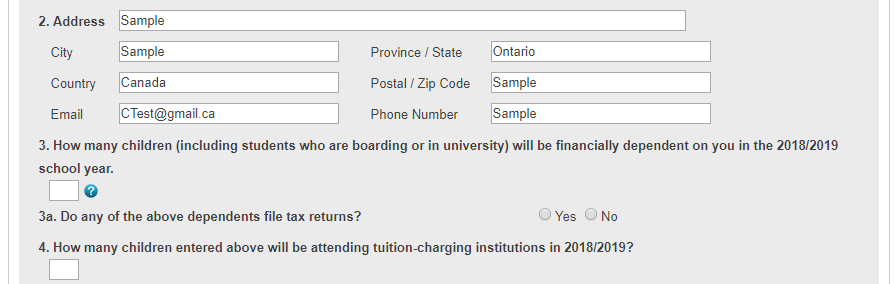 2. Address Sample
City Sample Province / State Ontario
Country Canada Postal / Zip Code Sample
Email CTest@gmail.ca Phone Number Sample
3. How many children (including students who are boarding or in university) will be financially dependent on you in the 2018/2019
school year.
?
3a. Do any of the above dependents file tax returns? Yes No
4. How many children entered above will be attending tuition-charging institutions in 2018/2019?